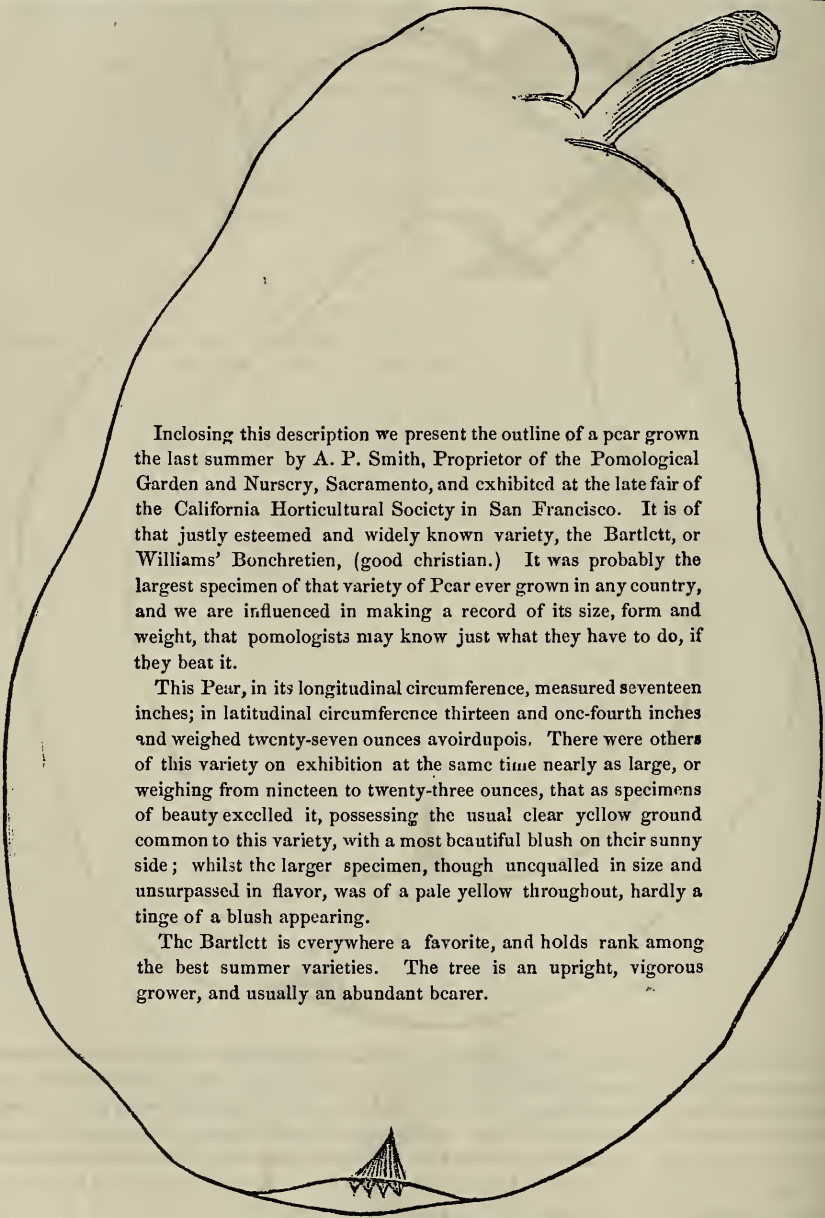 Inclosing this description we present the outline of a pear grown
the last summer by A. P. Smith, Proprietor of the Pomological
Garden and Nursery, Sacramento, and exhibited at the late fair of
the California Horticultural Society in San Francisco. It is of
that justly esteemed and widely known variety, the Bartlett, or
Williams' Bonchretien, (good christian.) It was probably the
largest specimen of that variety of Pear ever grown in any country,
and we are influenced in making a record of its size, form and
weight, that pomologists may know just what they have to do, if
they beat it.
This Pear, in its longitudinal circumference, measured seventeen
inches; in latitudinal circumference thirteen and one-fourth inches
and weighed twenty-seven ounces avoirdupois. There were others
of this variety on exhibition at the same time nearly as large, or
weighing from nineteen to twenty-three ounces, that as specimens
of beauty excelled it, possessing the usual clear yellow ground
common to this variety, with a most beautiful blush on their sunny
side; whilst the larger specimen, though unequalled in size and
unsurpassed in flavor, was of a pale yellow throughout, hardly a
tinge of a blush appearing.
The Bartlett is everywhere a favorite, and holds rank among
the best summer varieties. The tree is an upright, vigorous
grower, and usually an abundant bearer.